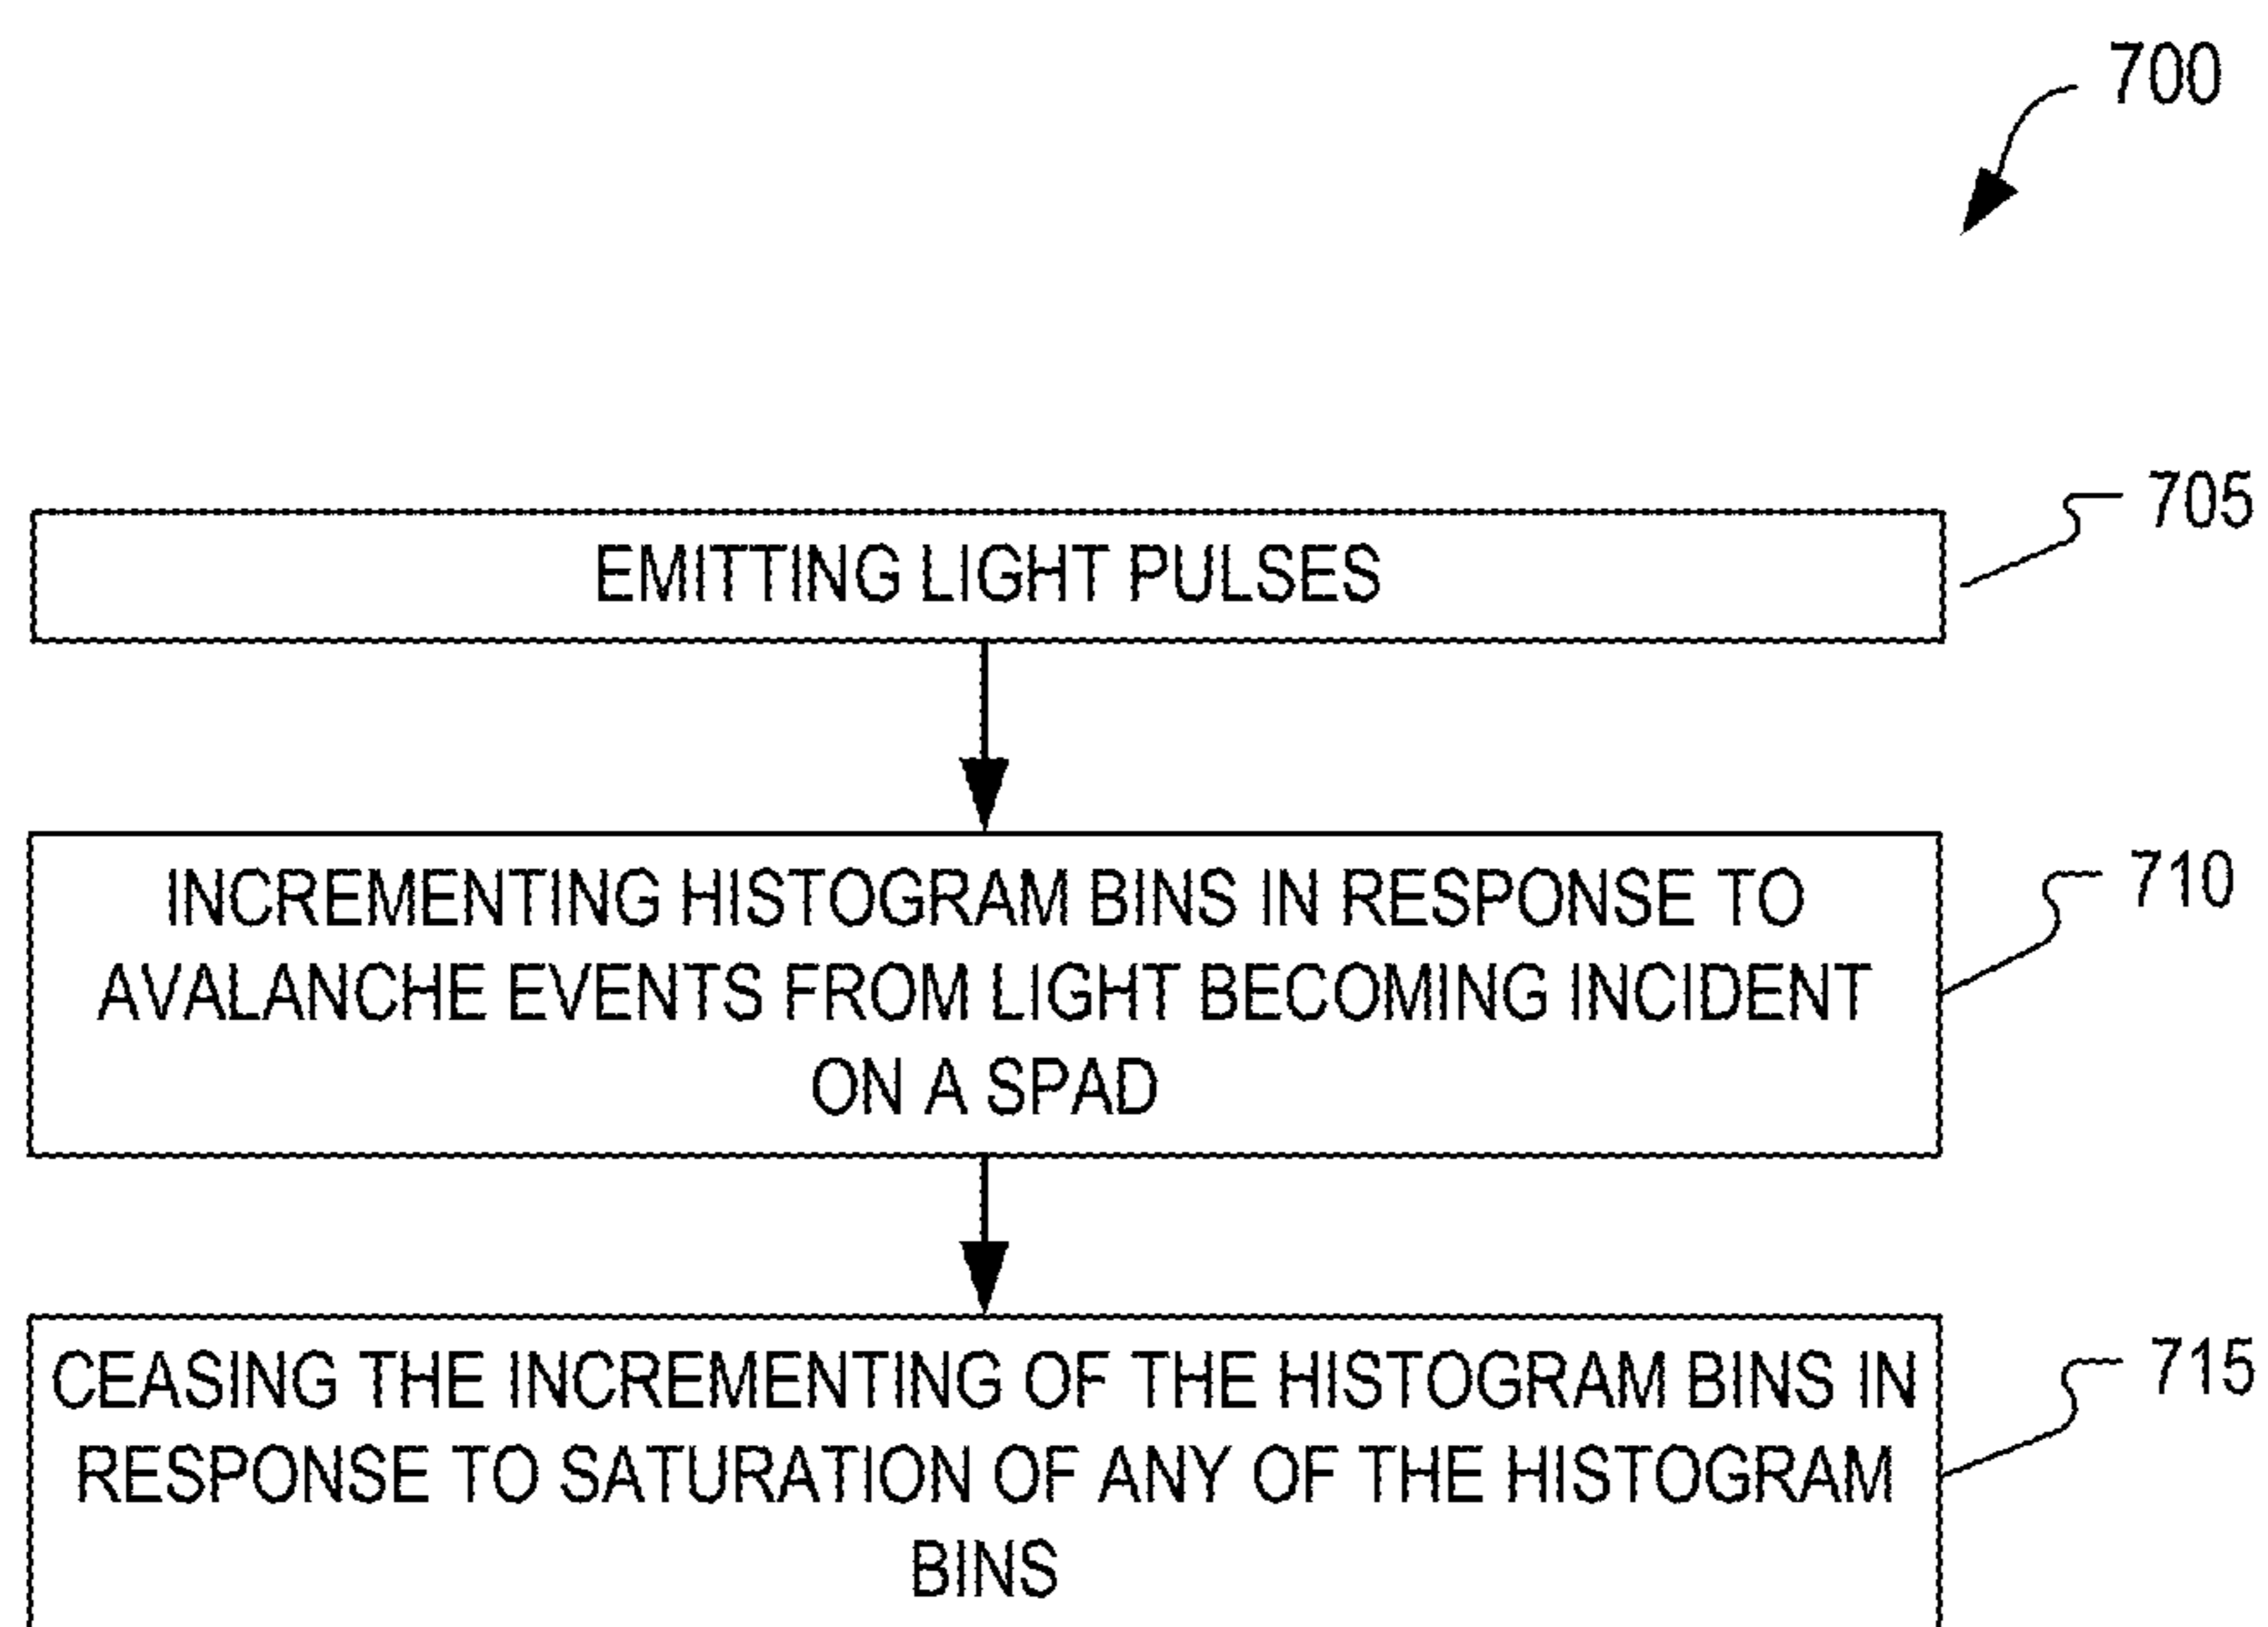 700
705
EMITTING LIGHT PULSES
710
INCREMENTING HISTOGRAM BINS IN RESPONSE TO
AVALANCHE EVENTS FROM LIGHT BECOMING INCIDENT
ON A SPAD
715
CEASING THE INCREMENTING OF THE HISTOGRAM BINS IN
RESPONSE TO SATURATION OF ANY OF THE HISTOGRAM
BINS